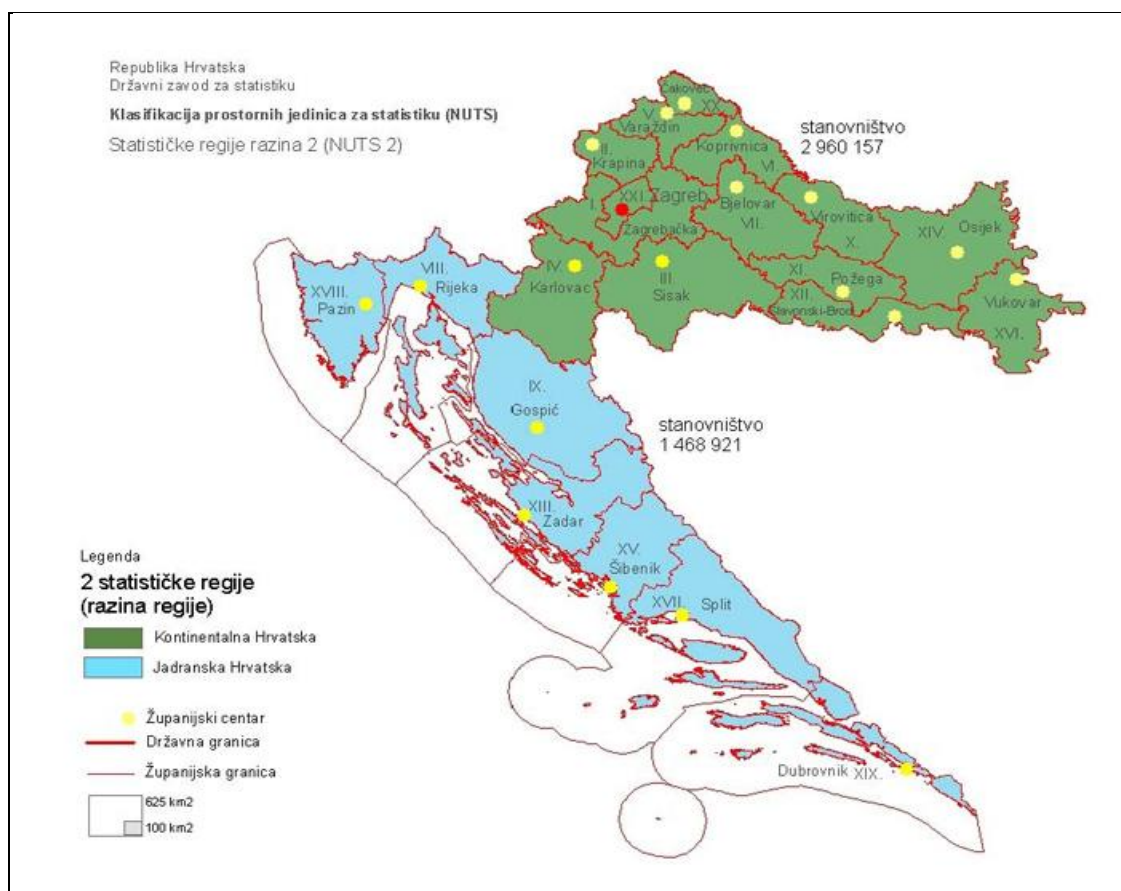 Republika Hrvatska
Državni zavod za statistiku
Klasifikacija prostornih jedinica za statistiku (NUTS)
Statističke regije razina 2 (NUTS 2)
Čakovec
XX.
V.
Varaždin
stanovništvo
2 960 157
Koprivnica
VI.
II.
Krapina
I.
XXI.
Zagreb
Zagrebačka
Bjelovar
VII.
Virovitica
X.
XIV.
Osijek
VIII.
Rijeka
IV.
Karlovac
III.
Sisak
XI.
Požega
XII.
Slavonski-Brod
Vukovar
XVI.
XVIII.
Pazin
IX.
Gospić
stanovništvo
1 468 921
XIII.
Zadar
XV.
Šibenik
XVII.
Split
Dubrovnik XIX.
Legenda
2 statističke regije
(razina regije)
Kontinentalna Hrvatska
Jadranska Hrvatska
Županijski centar
Državna granica
Županijska granica
625 km2
100 km2